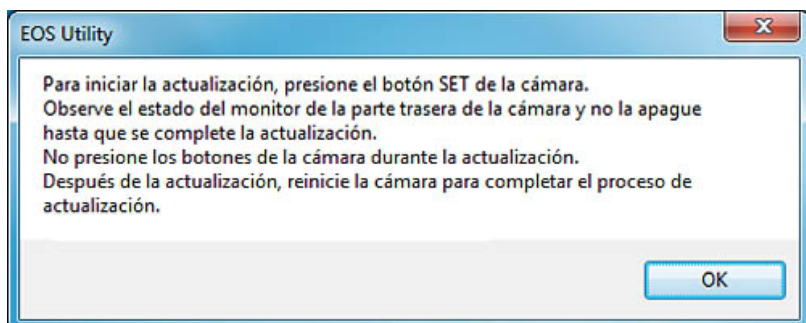 EOS Utility
Para iniciar la actualización, presione el botón SET de la cámara.
Observe el estado del monitor de la parte trasera de la cámara y no la apague
hasta que se complete la actualización.
No presione los botones de la cámara durante la actualización.
Después de la actualización, reinicie la cámara para completar el proceso de
actualización.
OK